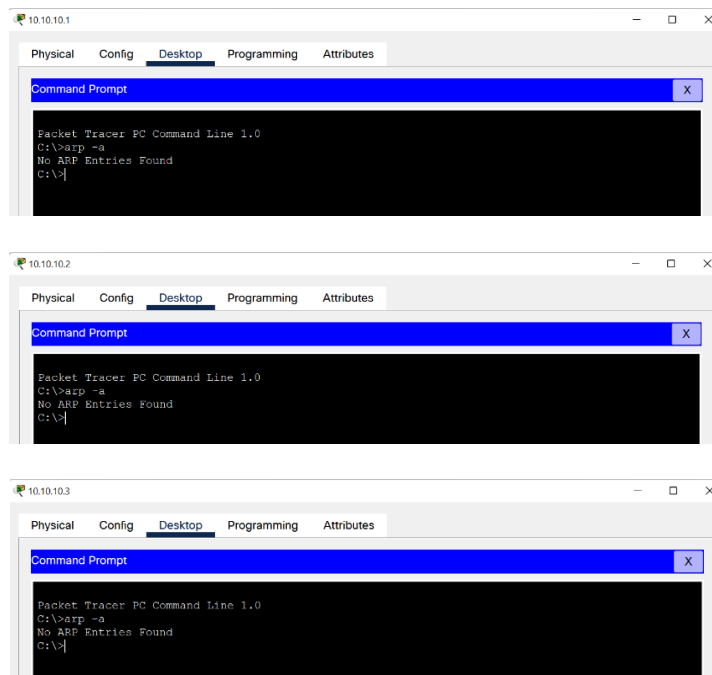 10.10.10.1
Physical Config Desktop Programming Attributes
Command Prompt
X
Packet Tracer PC Command Line 1.0
C:\>arp -a
No ARP Entries Found
C:\>
10.10.10.2
Physical Config Desktop Programming Attributes
Command Prompt
X
Packet Tracer PC Command Line 1.0
C:\>arp -a
No ARP Entries Found
C:\>
10.10.10.3
Physical Config Desktop Programming Attributes
Command Prompt
X
Packet Tracer PC Command Line 1.0
C:\>arp -a
No ARP Entries Found
C:\>